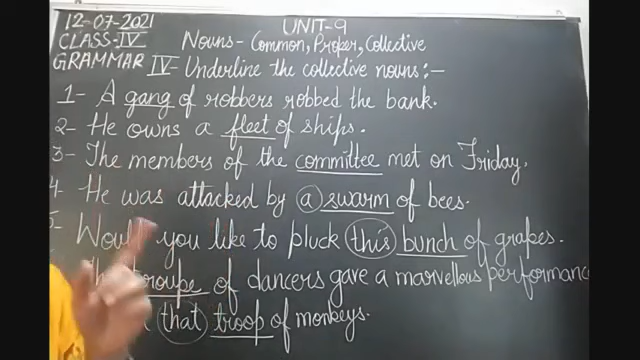 12-07-2021 UNIT-9
CLASS-IV Nouns- Common, Proper, Collective
GRAMMAR IV- Underline the collective nouns:-
1- A gang of robbers robbed the bank.
2- He owns a fleet of ships.
3- The members of the committee met on Friday.
4- He was attacked by a swarm of bees.
5- Would you like to pluck this bunch of grapes.
troupe of dancers gave a marvellous performance
that troop of monkeys.